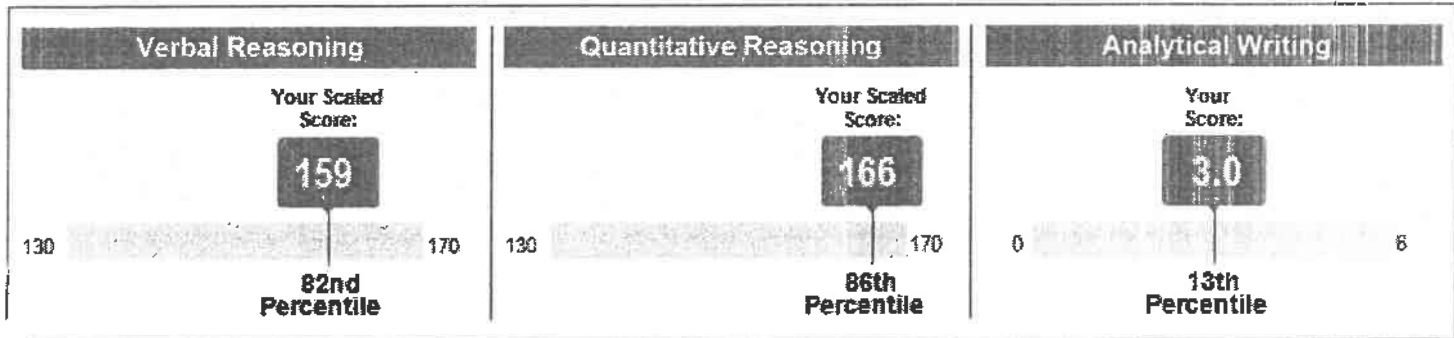 Verbal Reasoning
Your Scaled
Score:
159
130
170
82nd
Percentile
Quantitative Reasoning
Your Scaled
Score:
166
130
170
86th
Percentile
Analytical Writing
Your
Score:
3.0
0
6
13th
Percentile